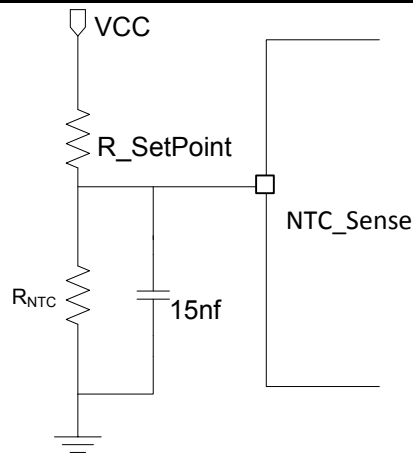 VCC
R_SetPoint
NTC_Sense
RNTC
15nf